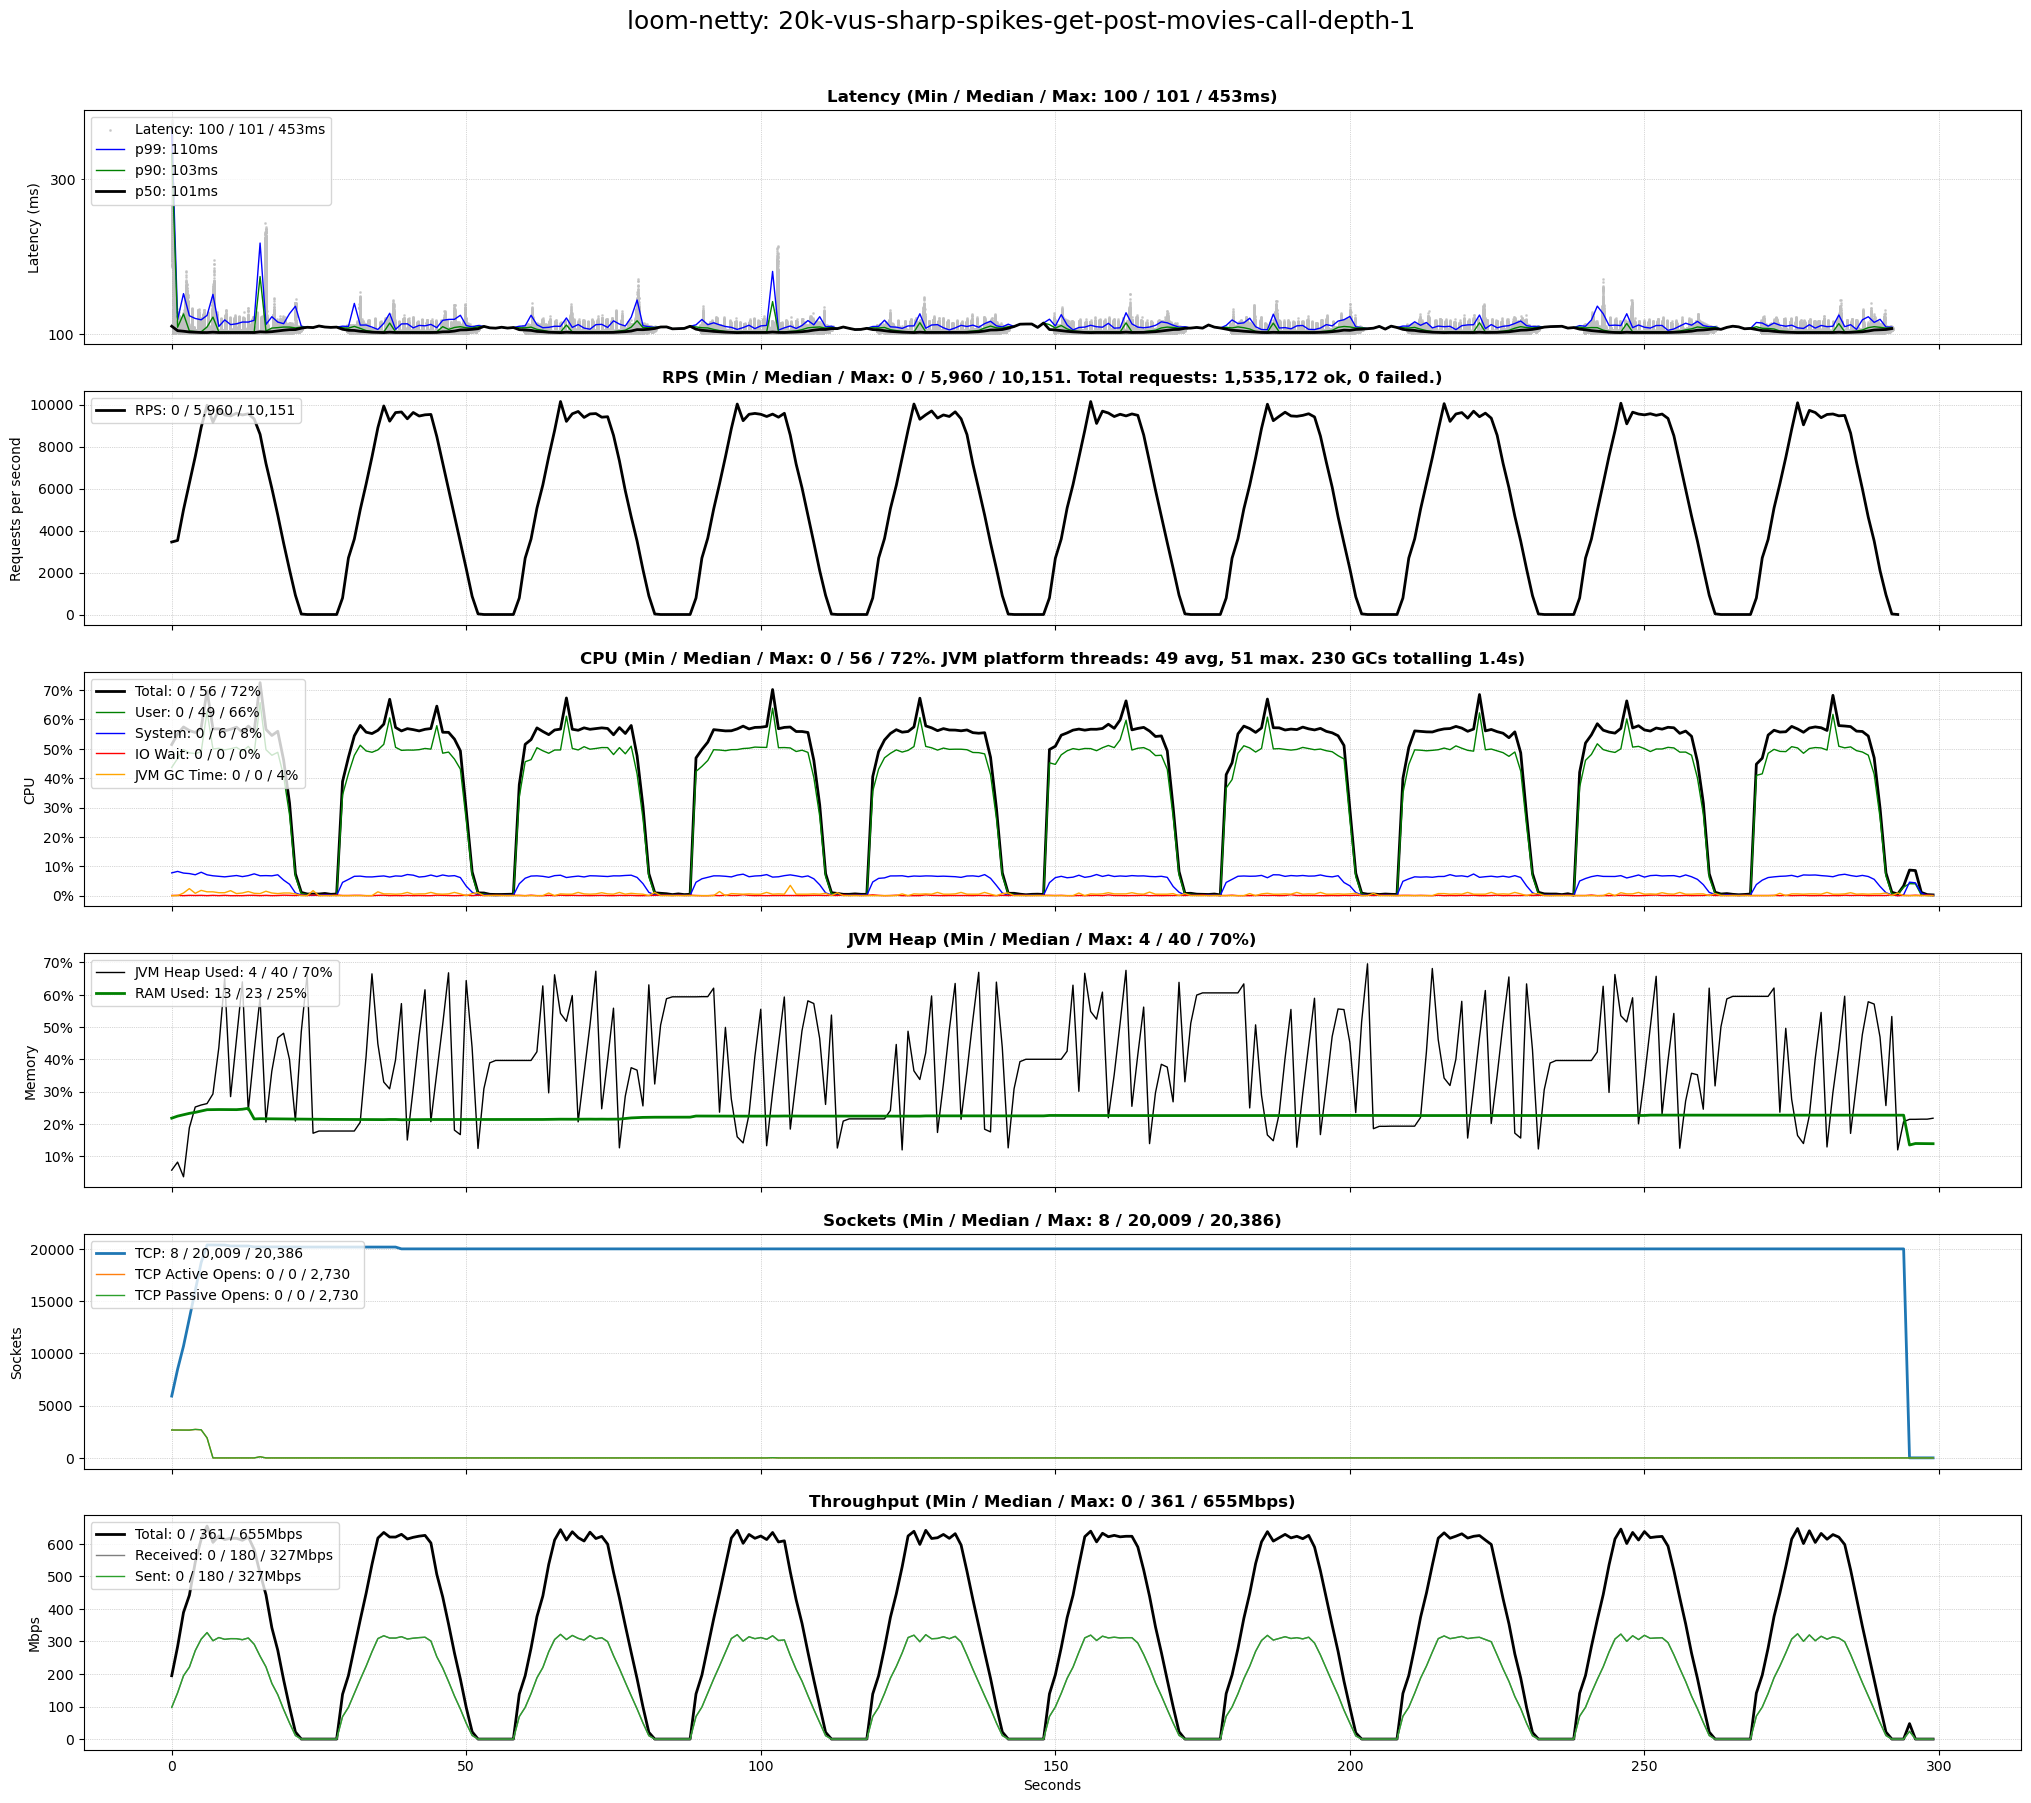 loom-netty: 20k-vus-sharp-spikes-get-post-movies-call-depth-1
Latency (Min / Median / Max: 100 / 101 / 453ms)
Latency: 100 / 101 / 453ms
p99: 110ms
p90: 103ms
p50: 101ms
300
100
Latency (ms)
RPS (Min / Median / Max: 0 / 5,960 / 10,151. Total requests: 1,535,172 ok, 0 failed.)
RPS: 0 / 5,960 / 10,151
10000
8000
6000
4000
2000
0
Requests per second
CPU (Min / Median / Max: 0 / 56 / 72%. JVM platform threads: 49 avg, 51 max. 230 GCs totalling 1.4s)
Total: 0 / 56 / 72%
User: 0 / 49 / 66%
System: 0 / 6 / 8%
IO Wait: 0 / 0 / 0%
JVM GC Time: 0 / 0 / 4%
70%
60%
50%
40%
30%
20%
10%
0%
CPU
JVM Heap (Min / Median / Max: 4 / 40 / 70%)
JVM Heap Used: 4 / 40 / 70%
RAM Used: 13 / 23 / 25%
70%
60%
50%
40%
30%
20%
10%
Memory
Sockets (Min / Median / Max: 8 / 20,009 / 20,386)
TCP: 8 / 20,009 / 20,386
TCP Active Opens: 0 / 0 / 2,730
TCP Passive Opens: 0 / 0 / 2,730
20000
15000
10000
5000
0
Sockets
Throughput (Min / Median / Max: 0 / 361 / 655Mbps)
Total: 0 / 361 / 655Mbps
Received: 0 / 180 / 327Mbps
Sent: 0 / 180 / 327Mbps
600
500
400
300
200
100
0
Mbps
0 50 100 150 200 250 300
Seconds